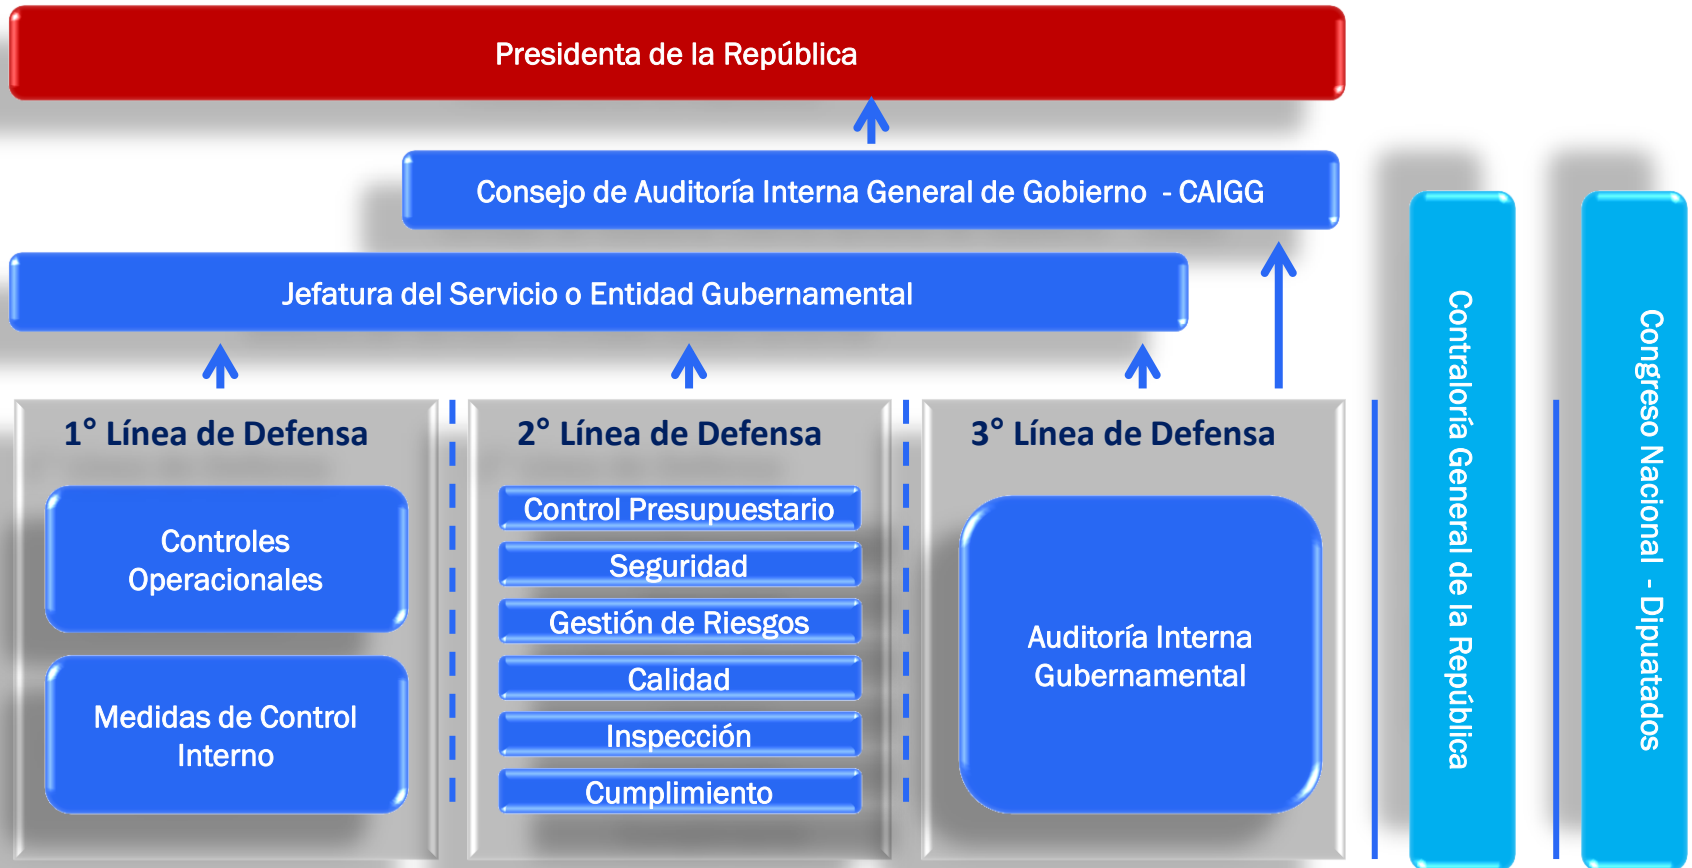 Presidenta de la República
Consejo de Auditoría Interna General de Gobierno - CAIGG
Jefatura del Servicio o Entidad Gubernamental
1° Línea de Defensa
Controles
Operacionales
Medidas de Control
Interno
2° Línea de Defensa
Control Presupuestario
Seguridad
Gestión de Riesgos
Calidad
Inspección
Cumplimiento
3° Línea de Defensa
Auditoría Interna
Gubernamental
Contraloría General de la República
Congreso Nacional - Dipuatados